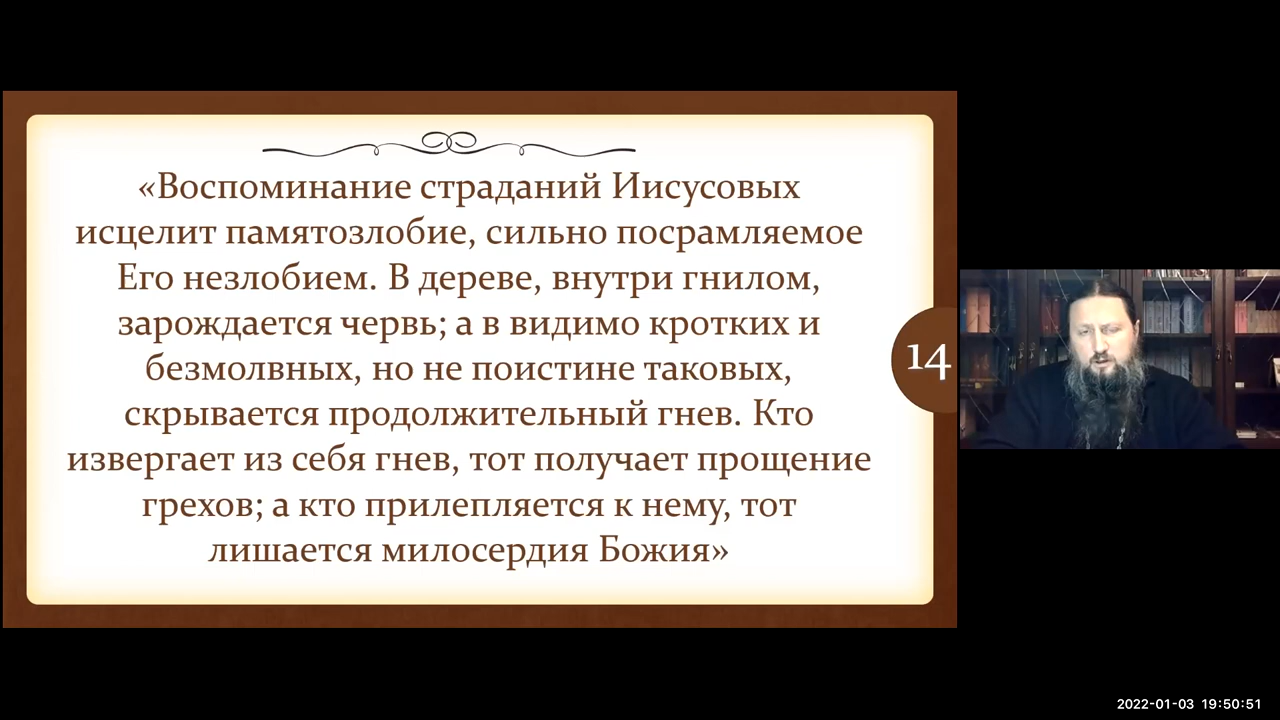 «Воспоминание страданий Иисусовых
исцелит памятозлобие, сильно посрамляемое
Его незлобием. В дереве, внутри гнилом,
зарождается червь; а в видимо кротких и
безмолвных, но не поистине таковых,
скрывается продолжительный гнев. Кто
извергает из себя гнев, тот получает прощение
грехов; а кто прилепляется к нему, тот
лишается милосердия Божия»
14
2022-01-03 19:50:51